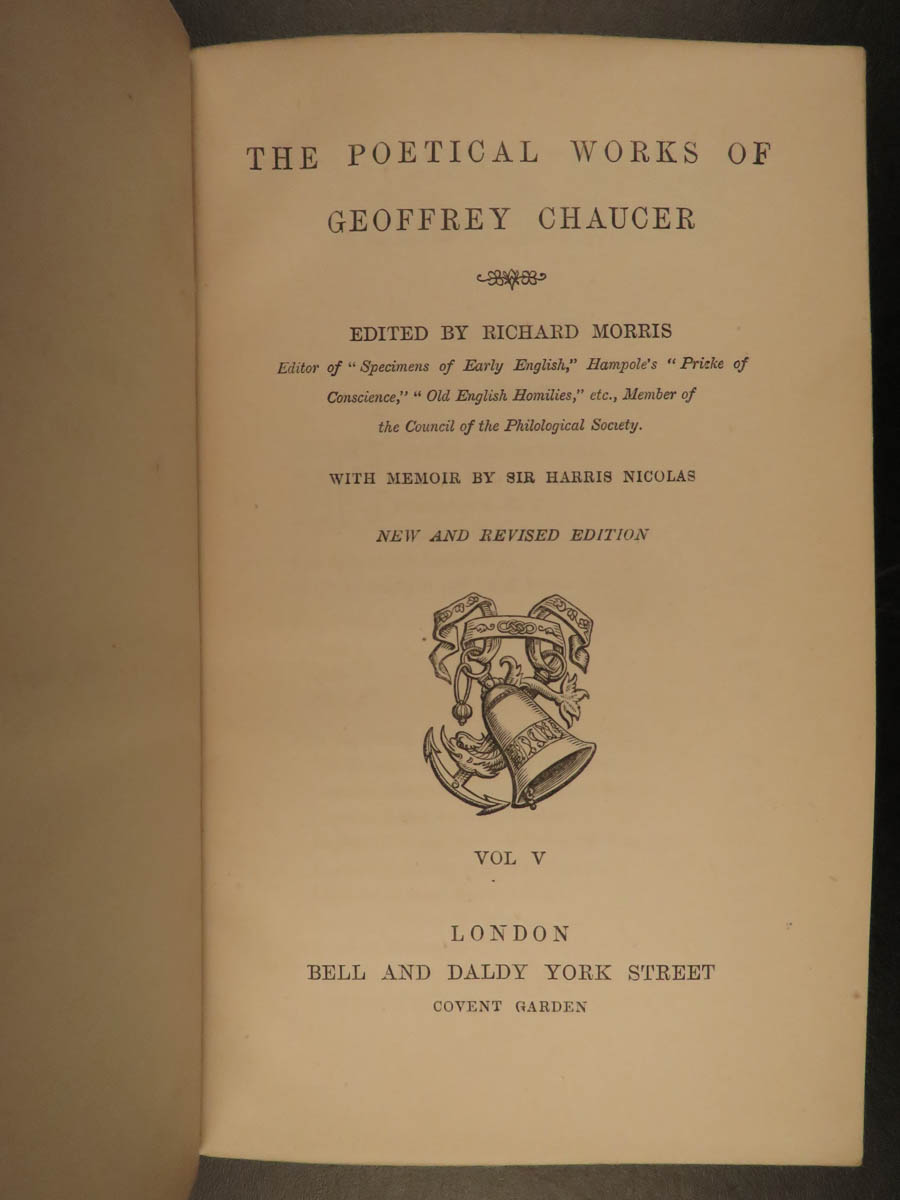 THE POETICAL WORKS OF
GEOFFREY CHAUCER
EDITED BY RICHARD MORRIS
Editor of "Specimens of Early English," Hampole's "Pricke of
Conscience," "Old English Homilies," etc., Member of
the Council of the Philological Society.
WITH MEMOIR BY SIR HARRIS NICOLAS
NEW AND REVISED EDITION
VOL V
LONDON
BELL AND DALDY YORK STREET
COVENT GARDEN